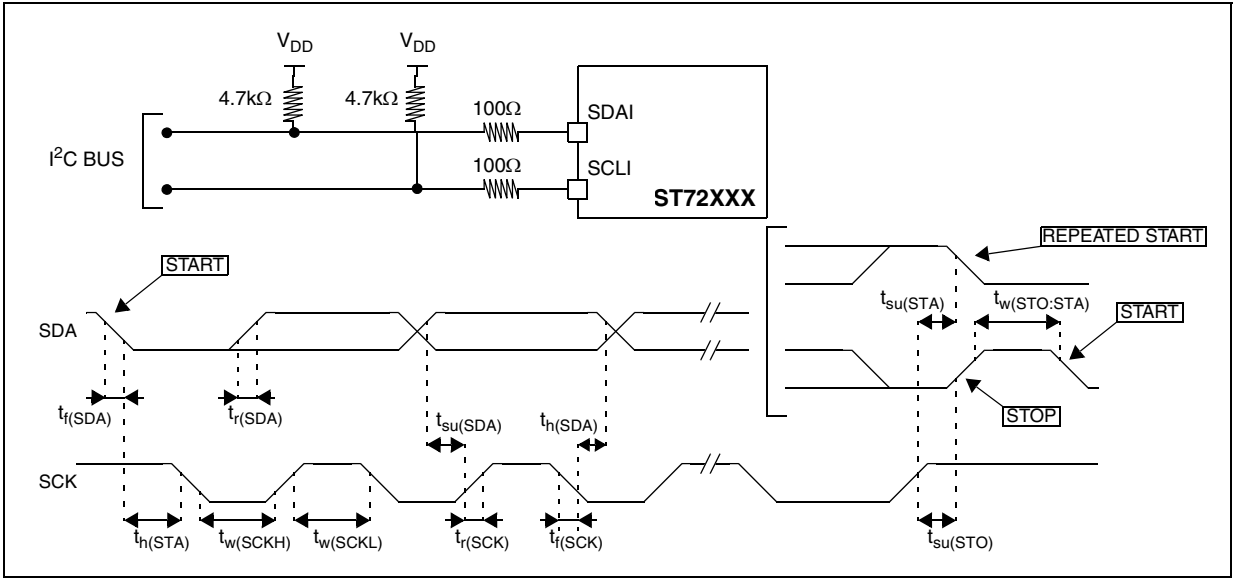 VDD VDD
4.7kΩ 4.7kΩ
100Ω
SDAI
I²C BUS
100Ω
SCLI
ST72XXX
REPEATED START
START
tsu(STA) tw(STO:STA)
START
SDA
tf(SDA) tr(SDA)
STOP
tsu(SDA) th(SDA)
SCK
th(STA) tw(SCKH) tw(SCKL) tr(SCK) tf(SCK) tsu(STO)